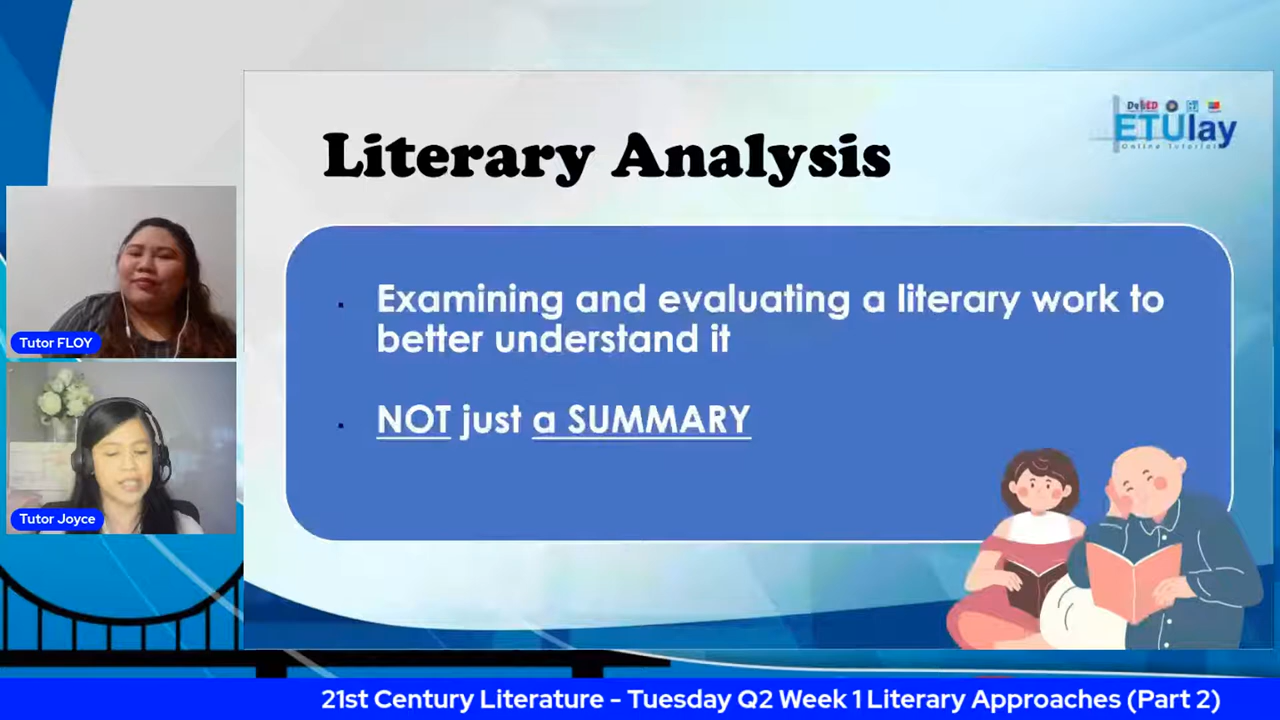 DepED
ETUlay
Online Tutorial
Literary Analysis
Examining and evaluating a literary work to
better understand it
NOT just a SUMMARY
Tutor FLOY
Tutor Joyce
21st Century Literature - Tuesday Q2 Week 1 Literary Approaches (Part 2)